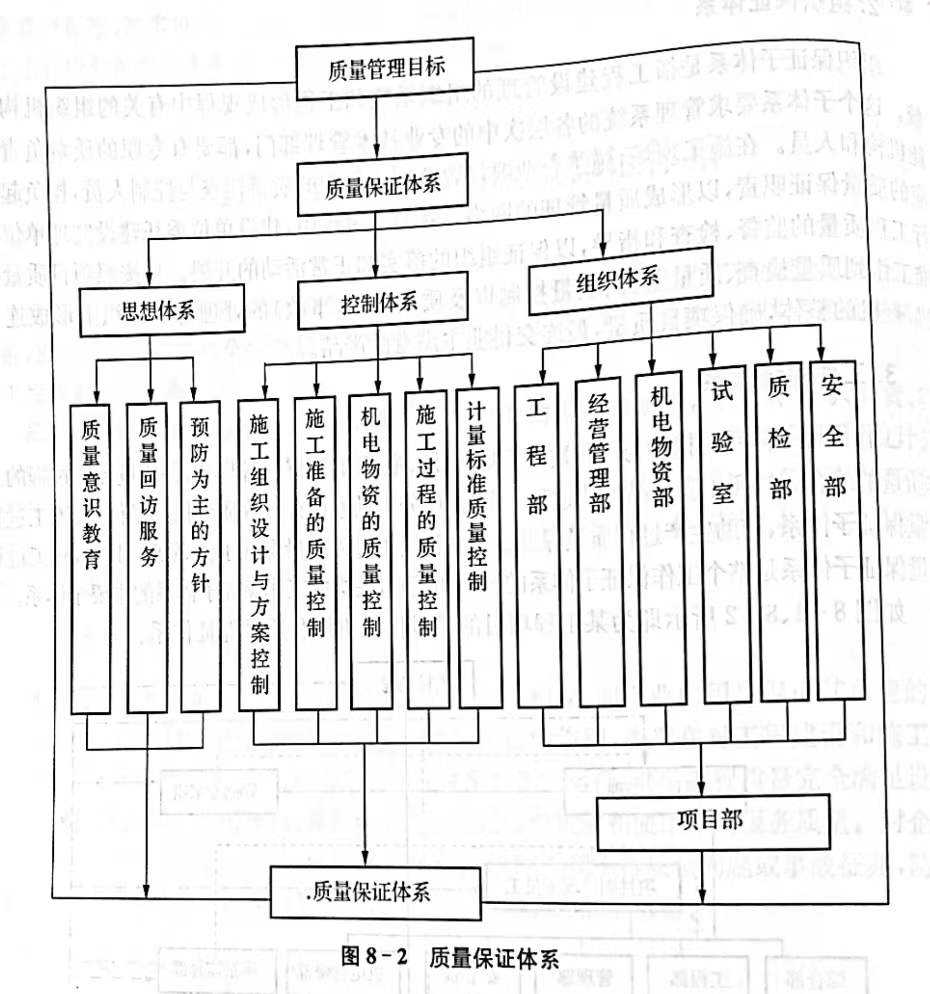 质量管理目标
质量保证体系
思想体系
控制体系
组织体系
质量意识教育
质量回访服务
预防为主的方针
施工组织设计与方案控制
施工准备的质量控制
机电物资的质量控制
施工过程的质量控制
计量标准质量控制
工程部
经营管理部
机电物资部
试验室
质检部
安全部
项目部
.质量保证体系
图8-2 质量保证体系